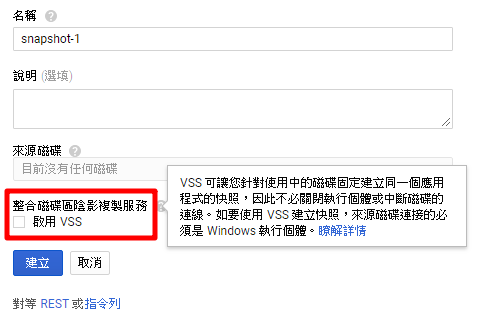 名稱
snapshot-1
說明 (選填)
來源磁碟
目前沒有任何磁碟
整合磁碟區陰影複製服務
啟用 VSS
VSS 可讓您針對使用中的磁碟固定建立同一個應用
程式的快照，因此不必關閉執行個體或中斷磁碟的
連線。如要使用 VSS 建立快照，來源磁碟連接的必
須是 Windows 執行個體。瞭解詳情
建立
取消
對等 REST 或指令列